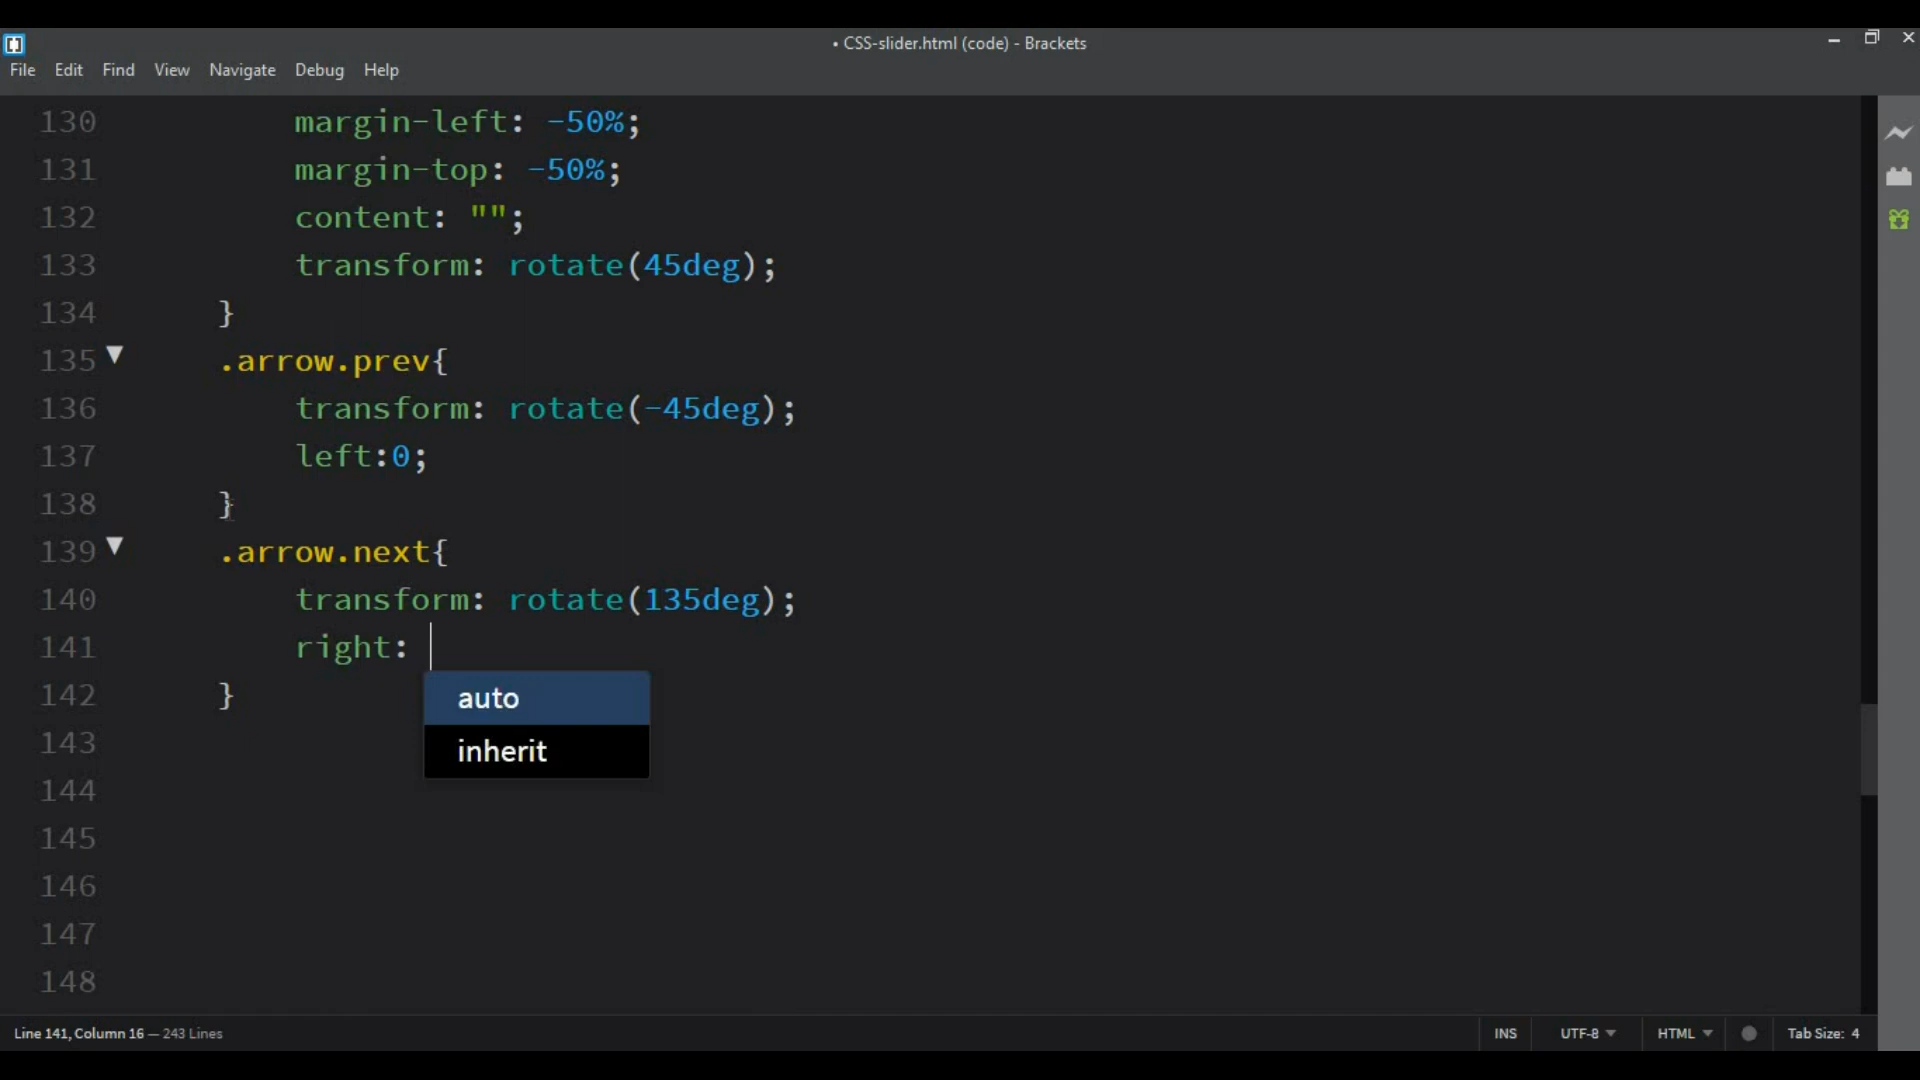 • CSS-slider.html (code) - Brackets
File Edit Find View Navigate Debug Help
130 margin-left: -50%;
131 margin-top: -50%;
132 content: "";
133 transform: rotate(45deg);
134 }
135 .arrow.prev{
136 transform: rotate(-45deg);
137 left:0;
138 }
139 .arrow.next{
140 transform: rotate(135deg);
141 right:
142 }
auto
143
inherit
144
145
146
147
148
Line 141, Column 16 — 243 Lines INS UTF-8 HTML Tab Size: 4